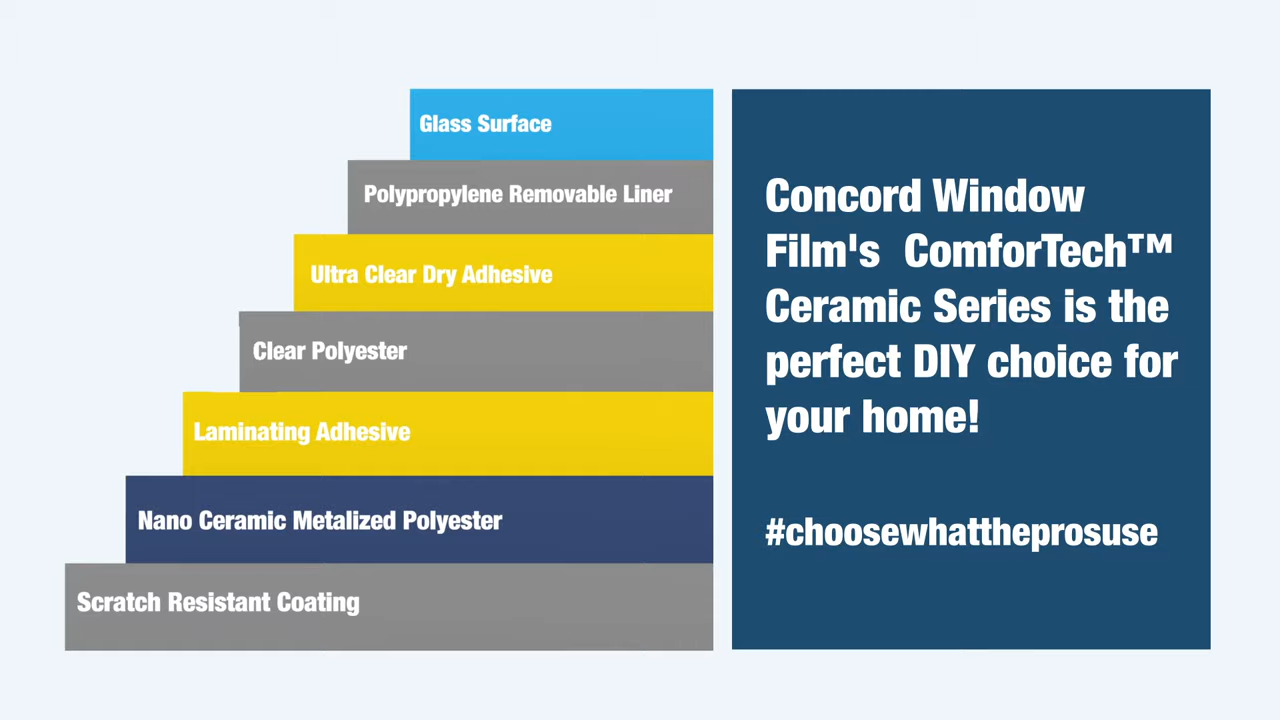 Glass Surface
Polypropylene Removable Liner
Ultra Clear Dry Adhesive
Clear Polyester
Laminating Adhesive
Nano Ceramic Metalized Polyester
Scratch Resistant Coating
Concord Window
Film's ComforTech™
Ceramic Series is the
perfect DIY choice for
your home!
#choosewhattheprosuse